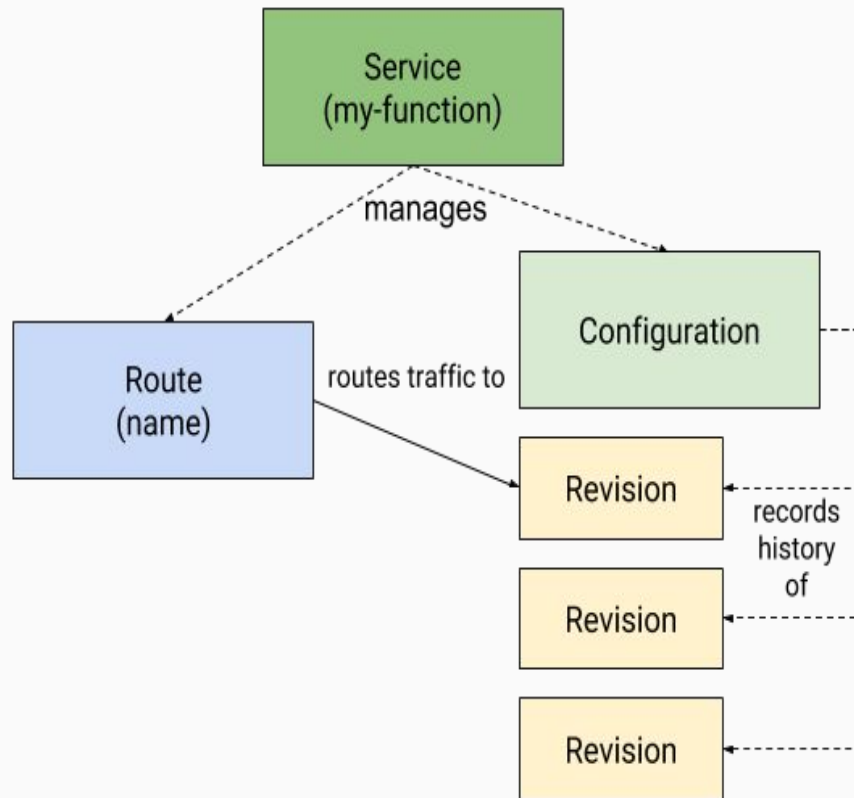 Service
(my-function)
manages
Configuration
Route
(name)
routes traffic to
Revision
records
history
of
Revision
Revision